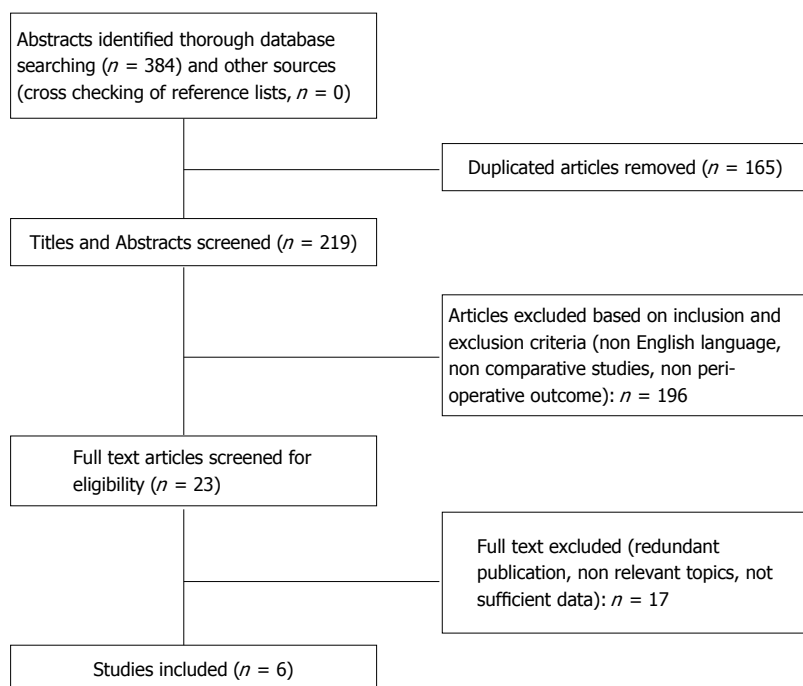 Abstracts identified thorough database
searching (n = 384) and other sources
(cross checking of reference lists, n = 0)
Duplicated articles removed (n = 165)
Titles and Abstracts screened (n = 219)
Articles excluded based on inclusion and
exclusion criteria (non English language,
non comparative studies, non peri-
operative outcome): n = 196
Full text articles screened for
eligibility (n = 23)
Full text excluded (redundant
publication, non relevant topics, not
sufficient data): n = 17
Studies included (n = 6)